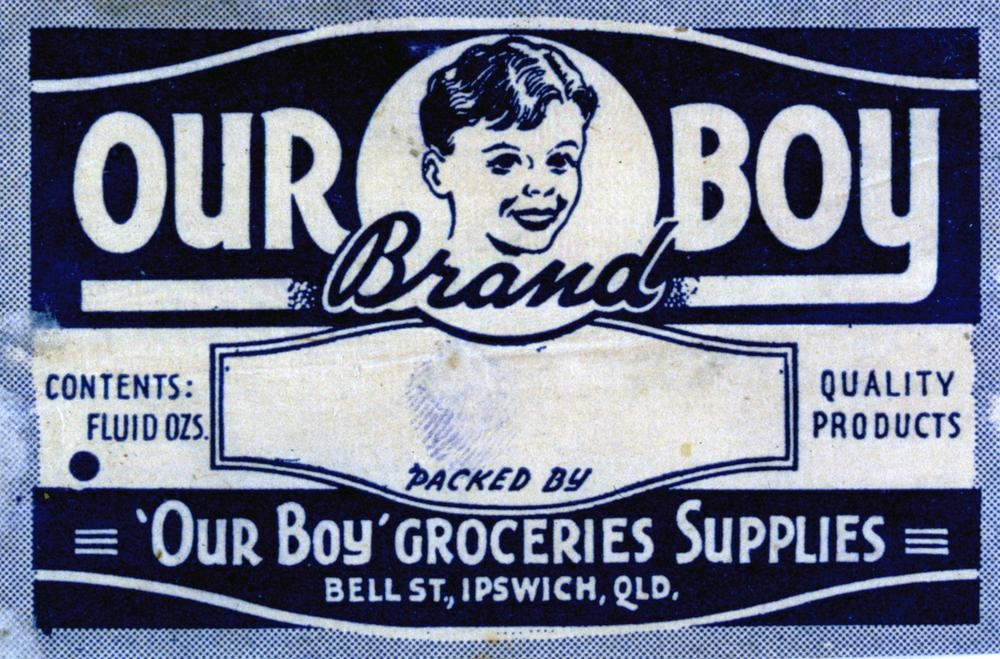 OUR BOY
Brand
CONTENTS:
FLUID OZS.
QUALITY
PRODUCTS
PACKED BY
'OUR BOY' GROCERIES SUPPLIES
BELL ST., IPSWICH, QLD.